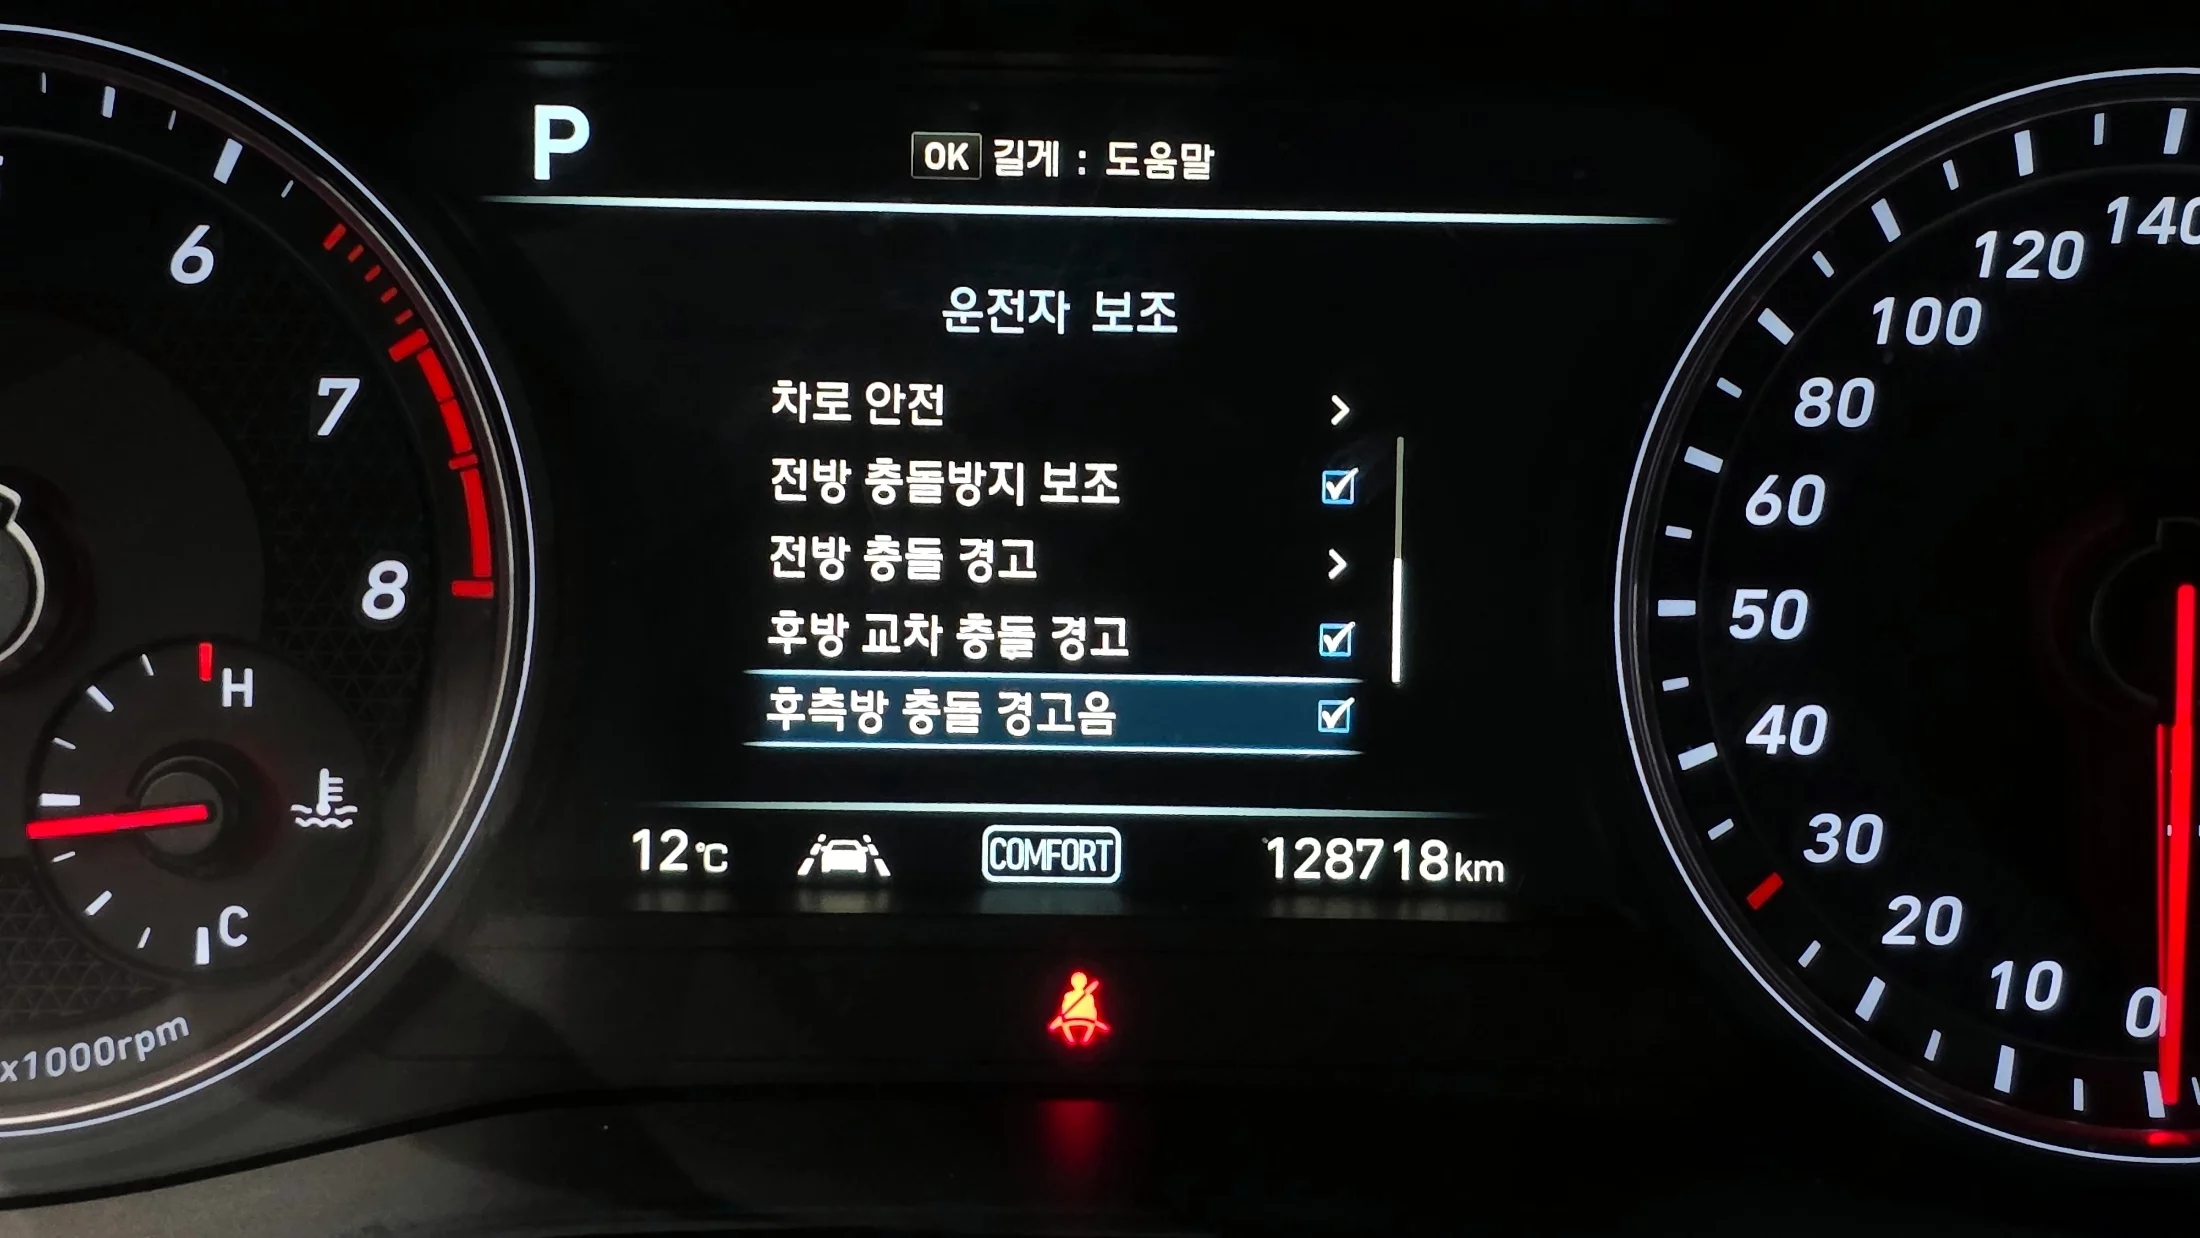 P
OK 길게 : 도움말
운전자 보조
차로 안전
전방 충돌방지 보조
전방 충돌 경고
후방 교차 충돌 경고
후측방 충돌 경고음
12℃
COMFORT
128718km
6
7
8
H
C
x1000rpm
140
120
100
80
60
50
40
30
20
10
0